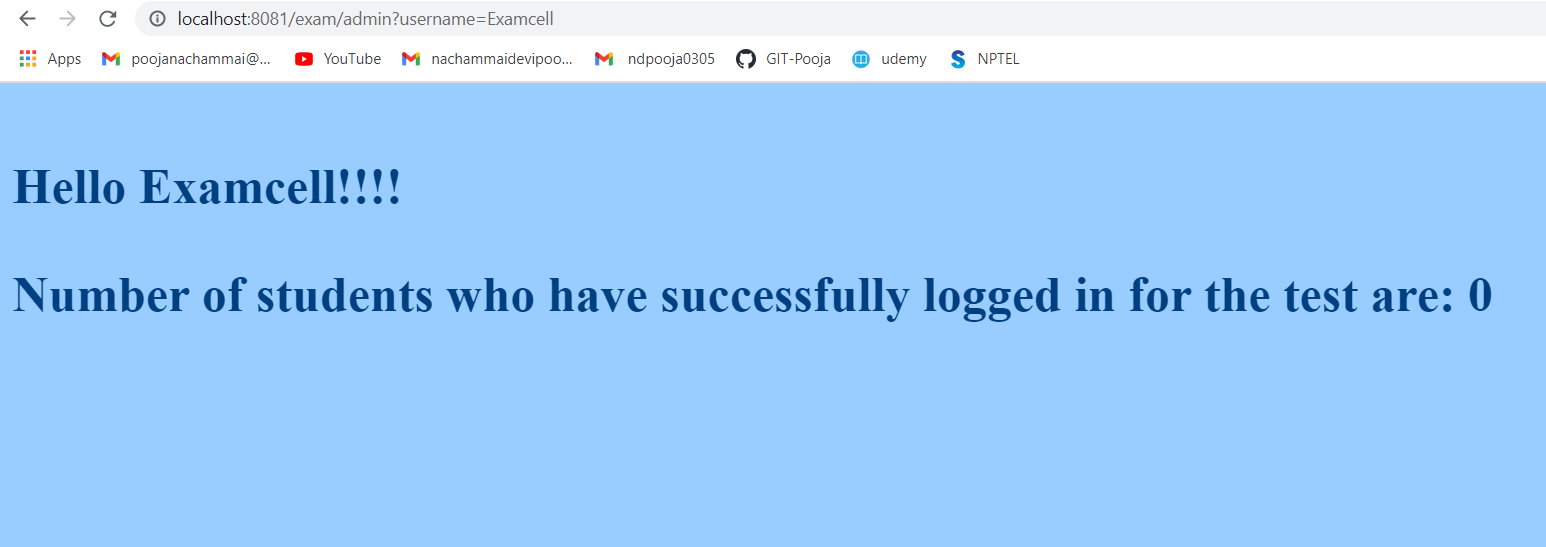 localhost:8081/exam/admin?username=Examcell
Apps poojanachammai@... YouTube nachammaidevipoo... ndpooja0305 GIT-Pooja udemy NPTEL
Hello Examcell!!!!
Number of students who have successfully logged in for the test are: 0